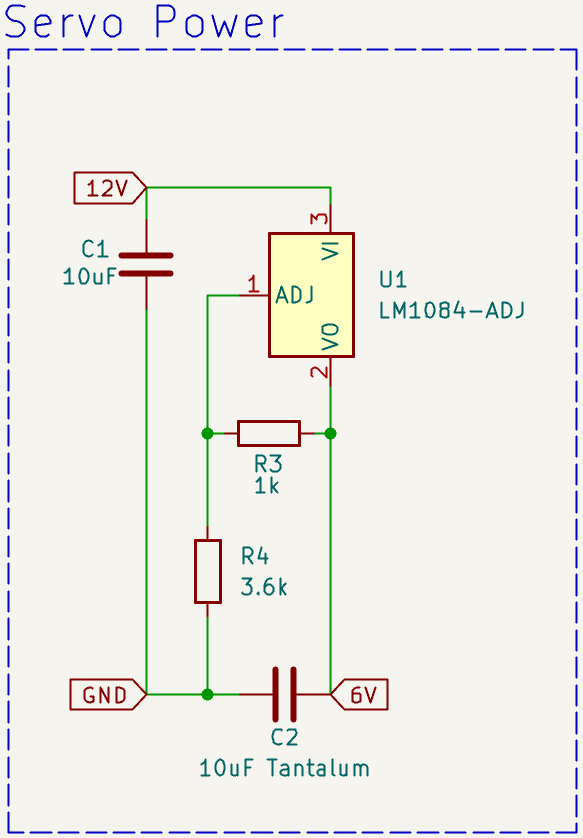 Servo Power
12V
3
VI
C1
10uF
1
ADJ
U1
LM1084-ADJ
VO
2
R3
1k
R4
3.6k
GND
6V
C2
10uF Tantalum